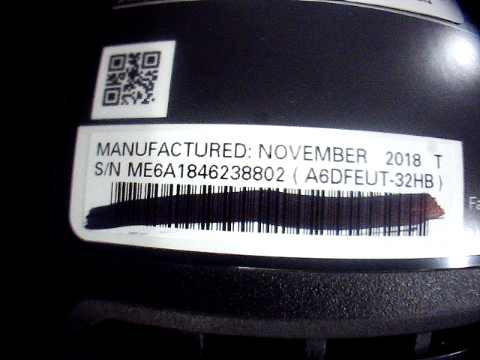 MANUFACTURED: NOVEMBER 2018 T
S/N ME6A1846238802 ( A6DFEUT-32HB )